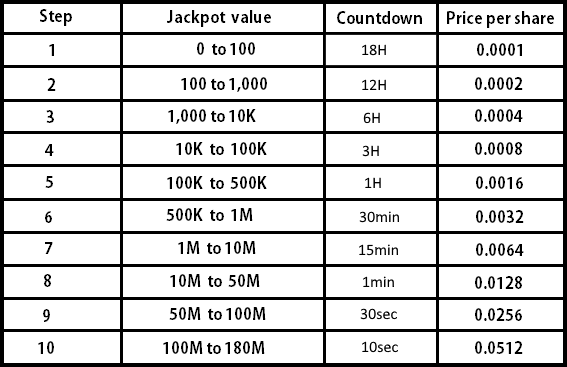 Step Jackpot value Countdown Price per share
1 0 to 100 18H 0.0001
2 100 to 1,000 12H 0.0002
3 1,000 to 10K 6H 0.0004
4 10K to 100K 3H 0.0008
5 100K to 500K 1H 0.0016
6 500K to 1M 30min 0.0032
7 1M to 10M 15min 0.0064
8 10M to 50M 1min 0.0128
9 50M to 100M 30sec 0.0256
10 100M to 180M 10sec 0.0512